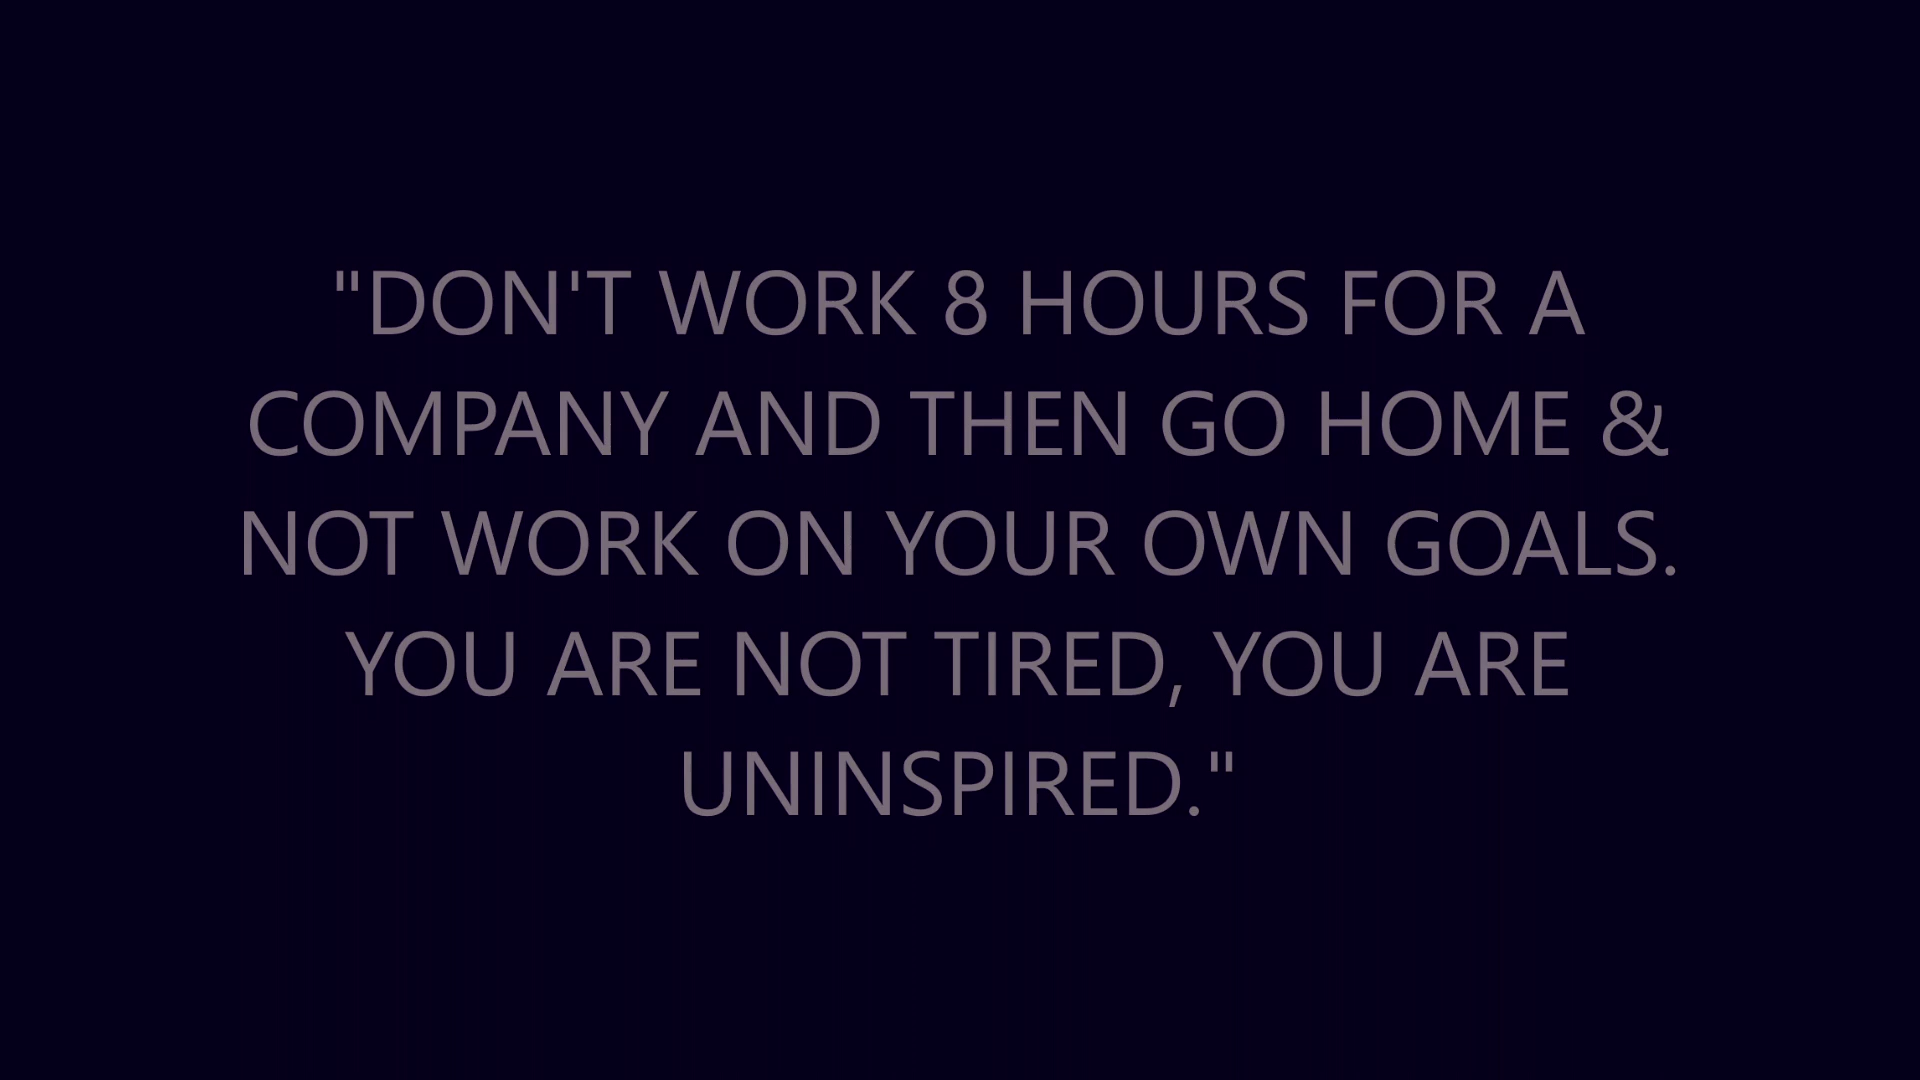 "DON'T WORK 8 HOURS FOR A
COMPANY AND THEN GO HOME &
NOT WORK ON YOUR OWN GOALS.
YOU ARE NOT TIRED, YOU ARE
UNINSPIRED."